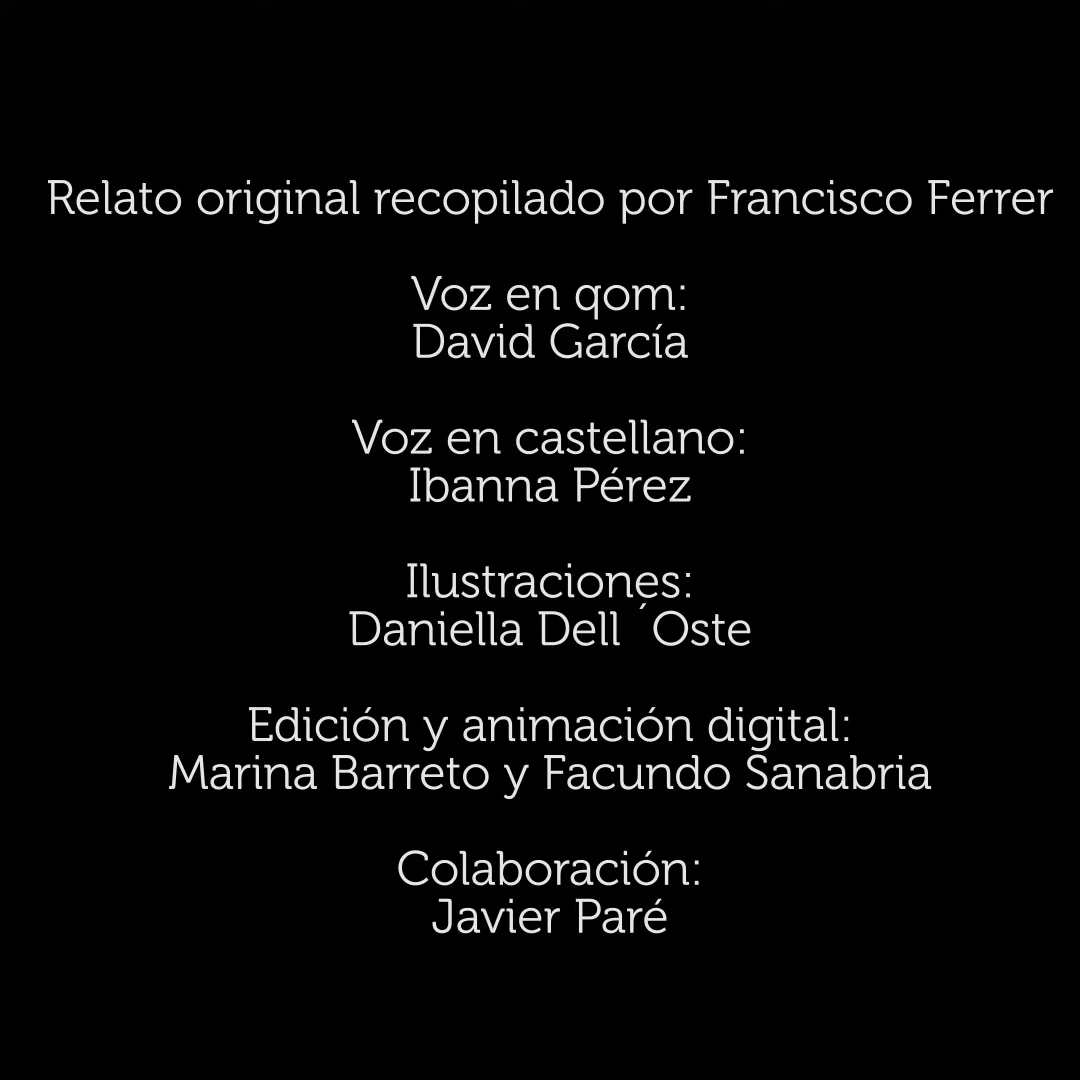 Relato original recopilado por Francisco Ferrer
Voz en qom:
David García
Voz en castellano:
Ibanna Pérez
Ilustraciones:
Daniella Dell ´Oste
Edición y animación digital:
Marina Barreto y Facundo Sanabria
Colaboración:
Javier Paré